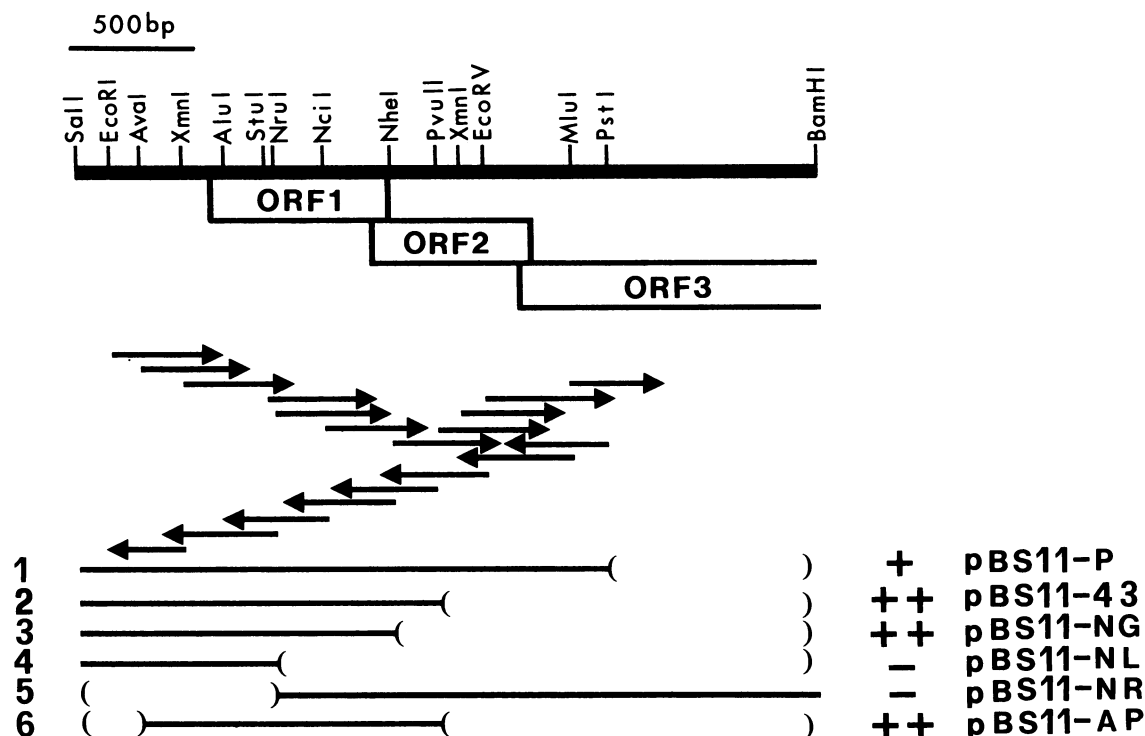 500bp
SalI
EcoRI
AvaI
XmnI
AluI
StuI
NruI
NciI
NheI
PvuII
XmnI
EcoRV
MluI
PstI
BamHI
ORF1
ORF2
ORF3
1 ( ) + pBS11-P
2 ( ) ++ pBS11-43
3 ( ) ++ pBS11-NG
4 ( ) − pBS11-NL
5 ( ) − pBS11-NR
6 ( ) ( ) ++ pBS11-AP